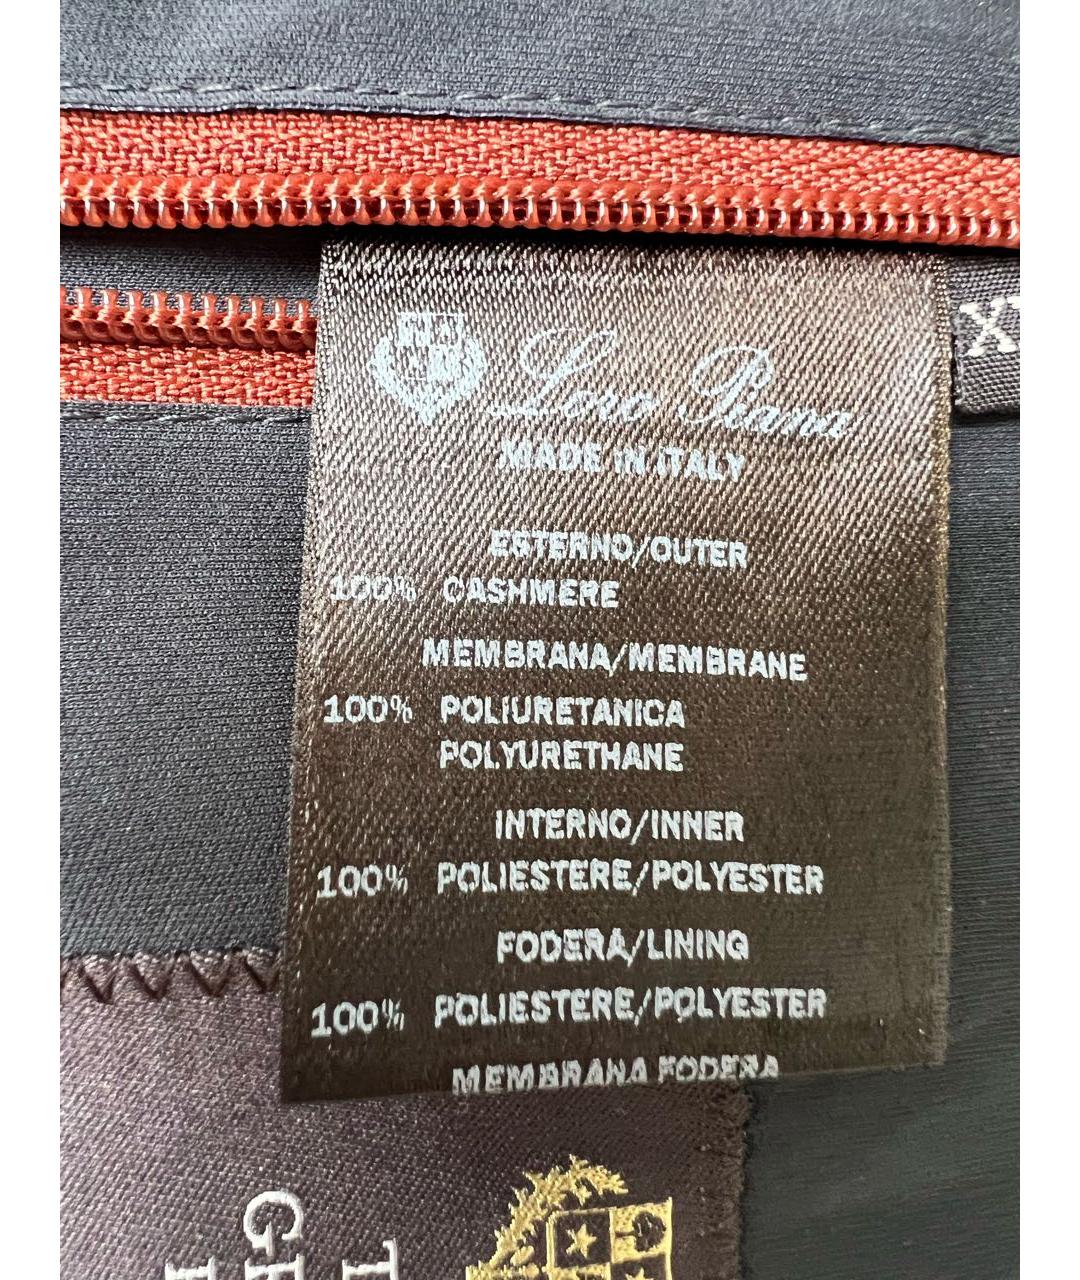 Loro Piana
MADE IN ITALY
ESTERNO/OUTER
100% CASHMERE
MEMBRANA/MEMBRANE
100% POLIURETANICA
POLYURETHANE
INTERNO/INNER
100% POLIESTERE/POLYESTER
FODERA/LINING
100% POLIESTERE/POLYESTER
MEMBRANA FODERA